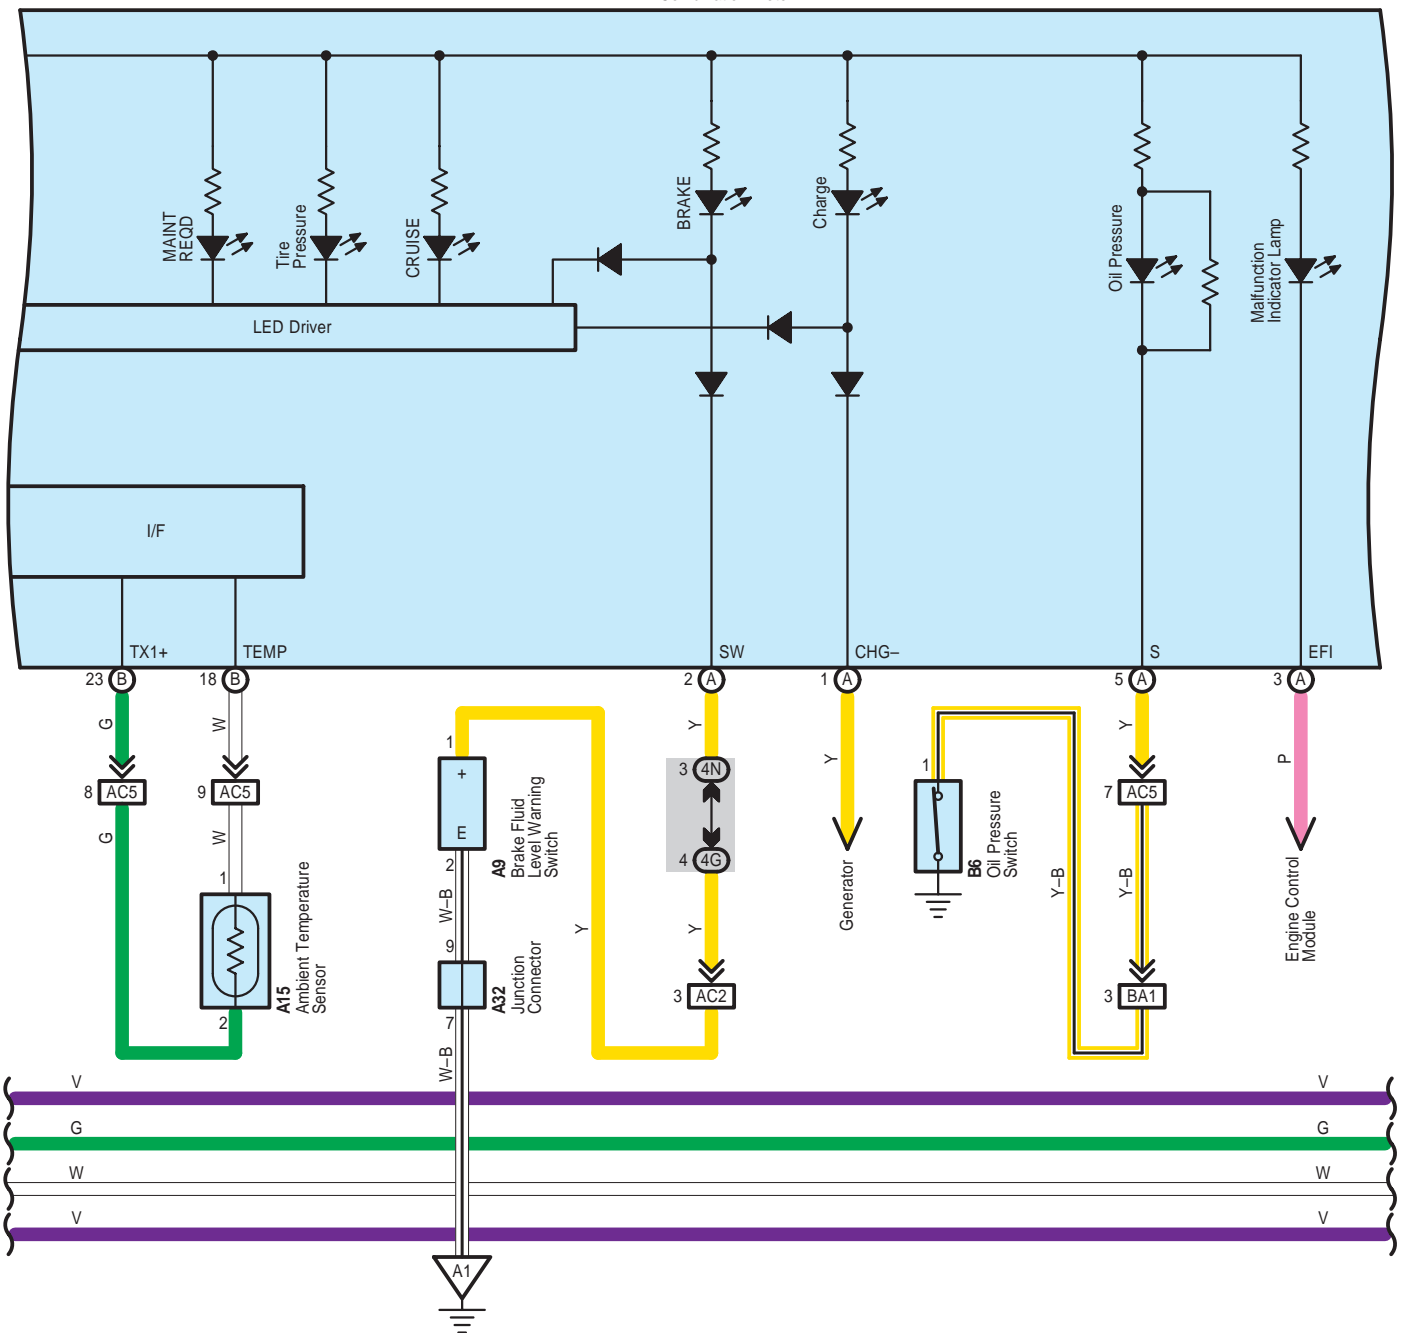 MAINT
REQD
Tire
Pressure
CRUISE
BRAKE
Charge
Oil Pressure
Malfunction
Indicator Lamp
LED Driver
I/F
TX1+
TEMP
SW
CHG–
S
EFI
23 B
18 B
2 A
1 A
5 A
3 A
G
W
Y
Y
Y
P
8 AC5
9 AC5
1
+
E
2
A9
Brake Fluid
Level Warning
Switch
3 4N
4 4G
1
B6
Oil Pressure
Switch
7 AC5
G
W
1
A15
Ambient Temperature
Sensor
2
W–B
9
A32
Junction
Connector
7
W–B
Y
Y
3 AC2
Generator
Y–B
Y–B
3 BA1
Engine Control
Module
V V
G G
W W
V V
A1